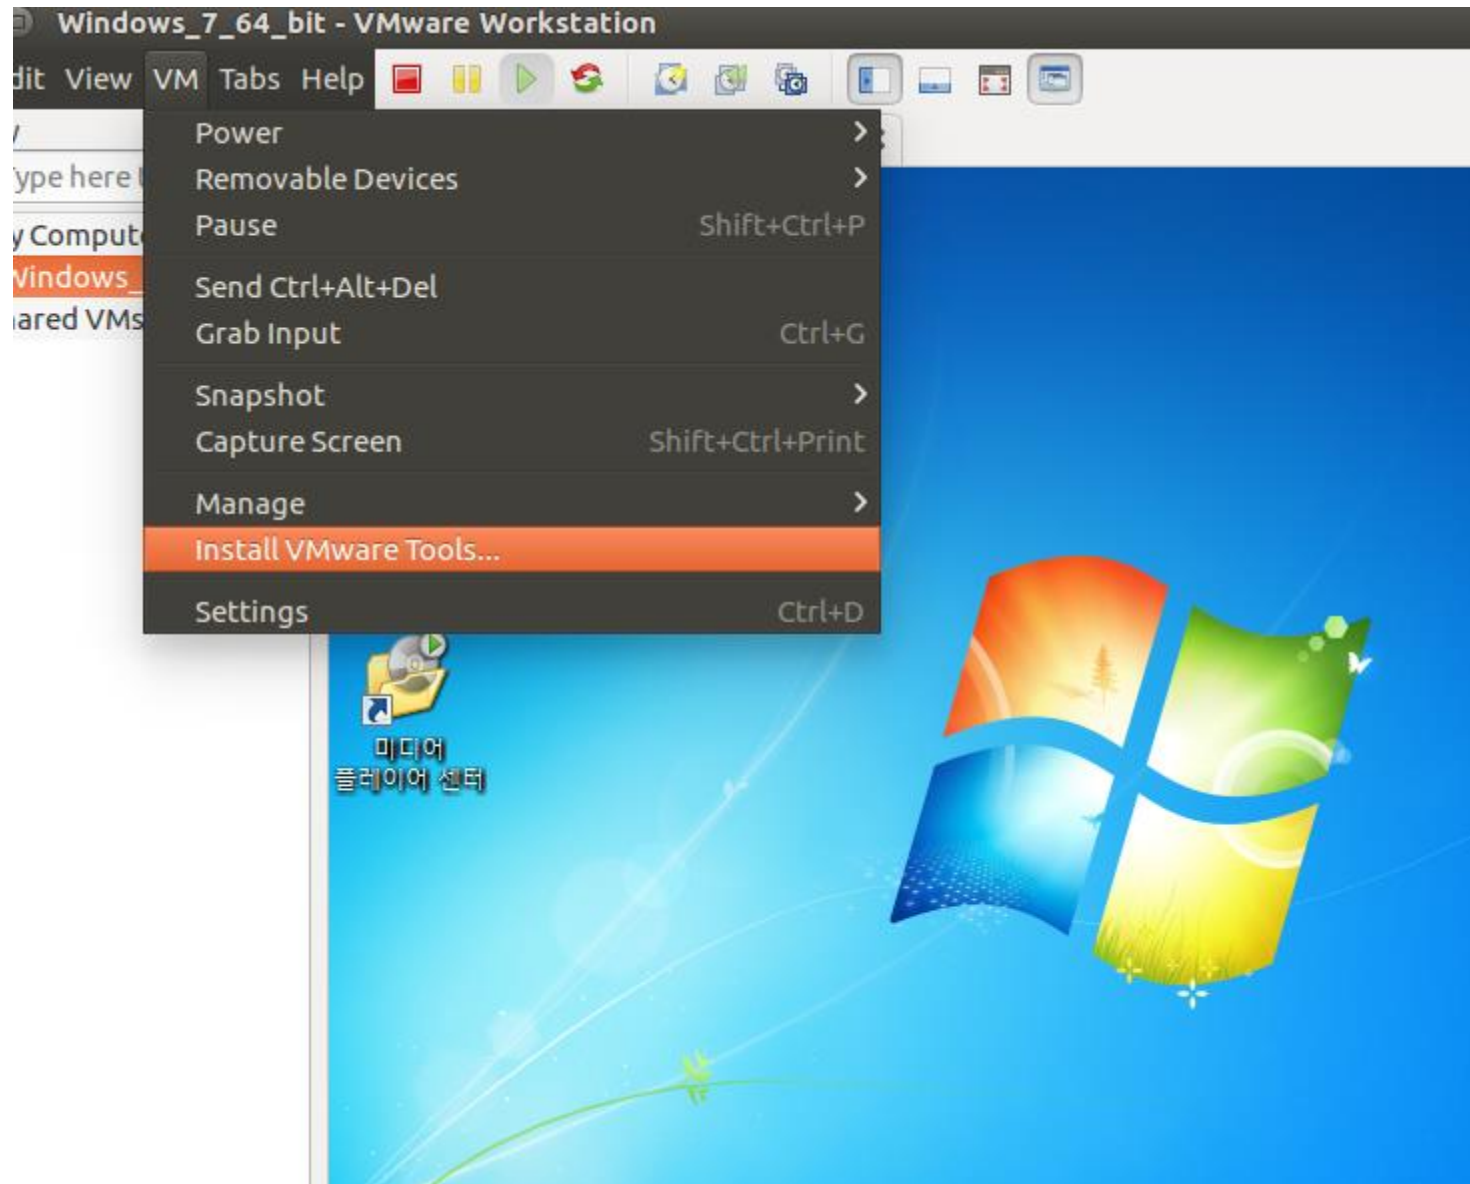 Windows_7_64_bit - VMware Workstation
dit View VM Tabs Help
Power
ype here t
Removable Devices
y Compute
Pause Shift+Ctrl+P
Windows_
Send Ctrl+Alt+Del
ared VMs
Grab Input Ctrl+G
Snapshot
Capture Screen Shift+Ctrl+Print
Manage
Install VMware Tools...
Settings Ctrl+D
미디어
플레이어 센터